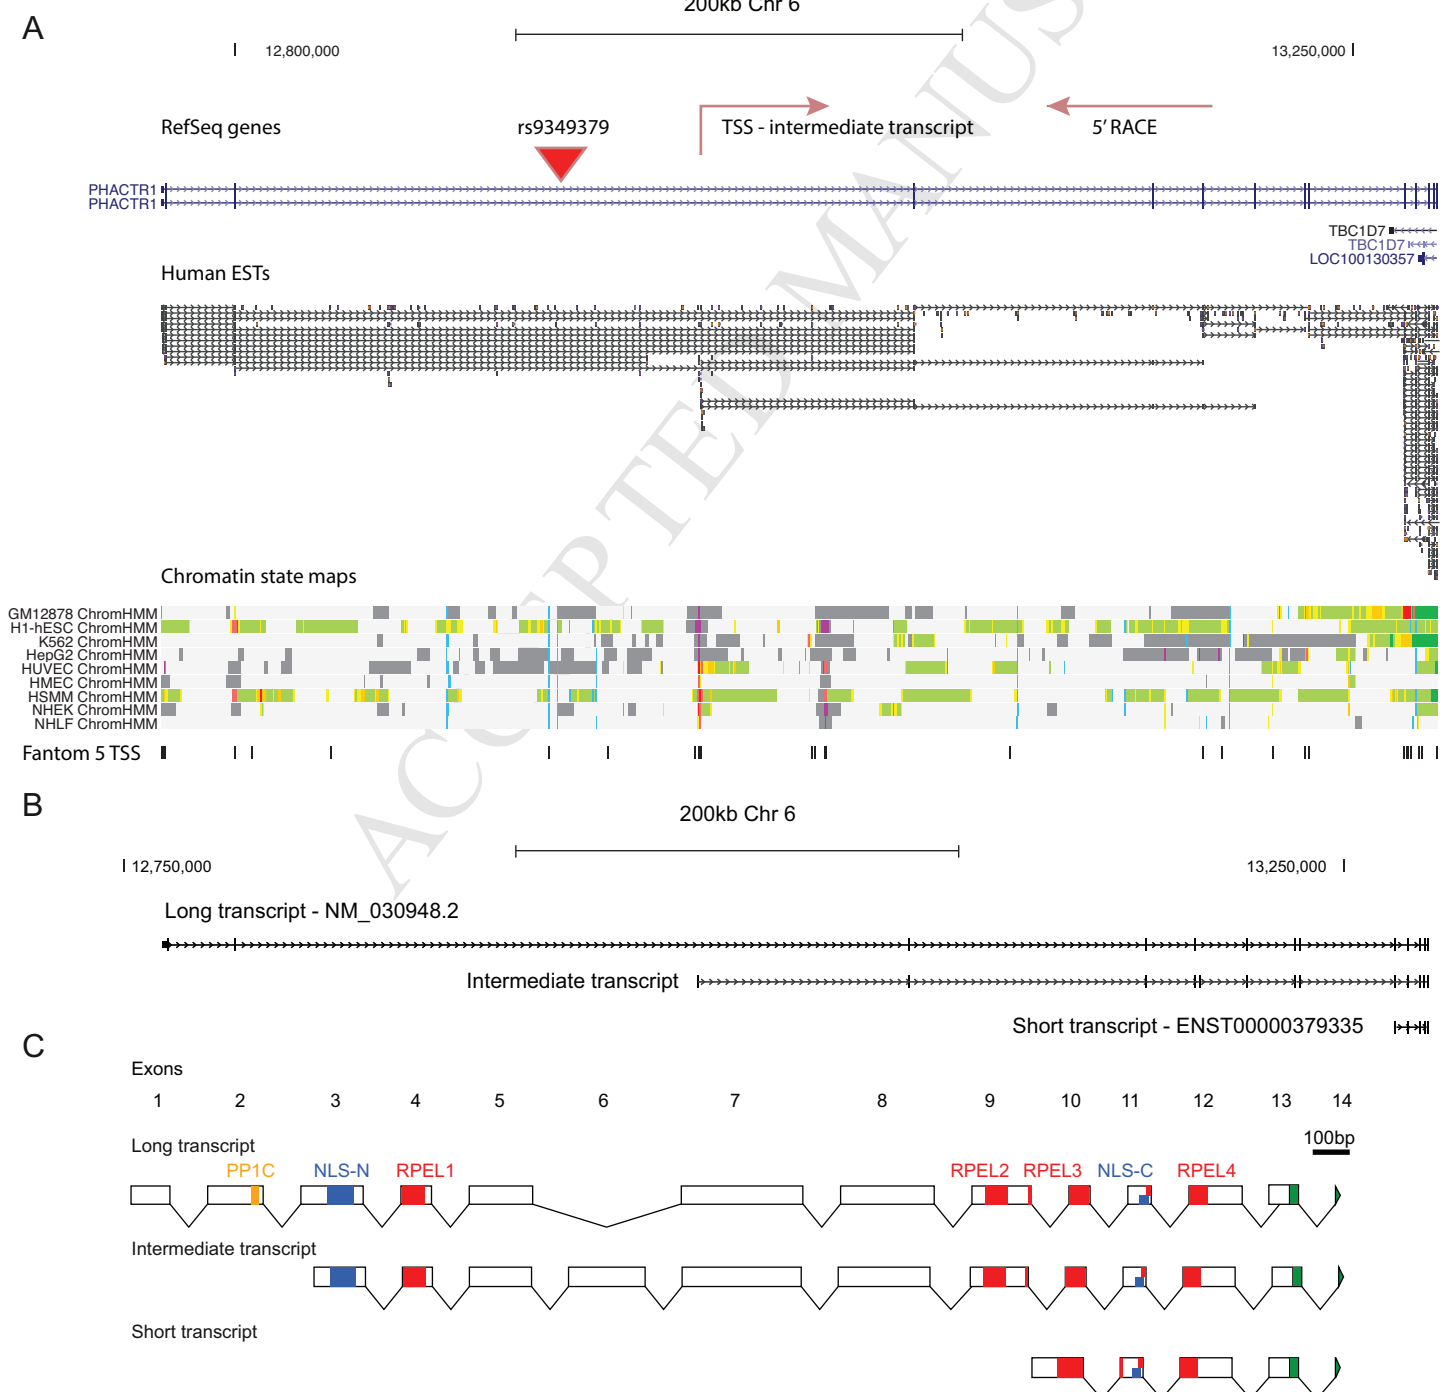 A
200kb Chr 6
12,800,000
13,250,000
RefSeq genes
rs9349379
TSS - intermediate transcript
5' RACE
PHACTR1
PHACTR1
TBC1D7
TBC1D7
LOC100130357
Human ESTs
Chromatin state maps
GM12878 ChromHMM
H1-hESC ChromHMM
K562 ChromHMM
HepG2 ChromHMM
HUVEC ChromHMM
HMEC ChromHMM
HSMM ChromHMM
NHEK ChromHMM
NHLF ChromHMM
Fantom 5 TSS
ACCEPTED MANUS
B
200kb Chr 6
12,750,000
13,250,000
Long transcript - NM_030948.2
Intermediate transcript
Short transcript - ENST00000379335
C
Exons
1 2 3 4 5 6 7 8 9 10 11 12 13 14
100bp
Long transcript
PP1C NLS-N RPEL1 RPEL2 RPEL3 NLS-C RPEL4
Intermediate transcript
Short transcript